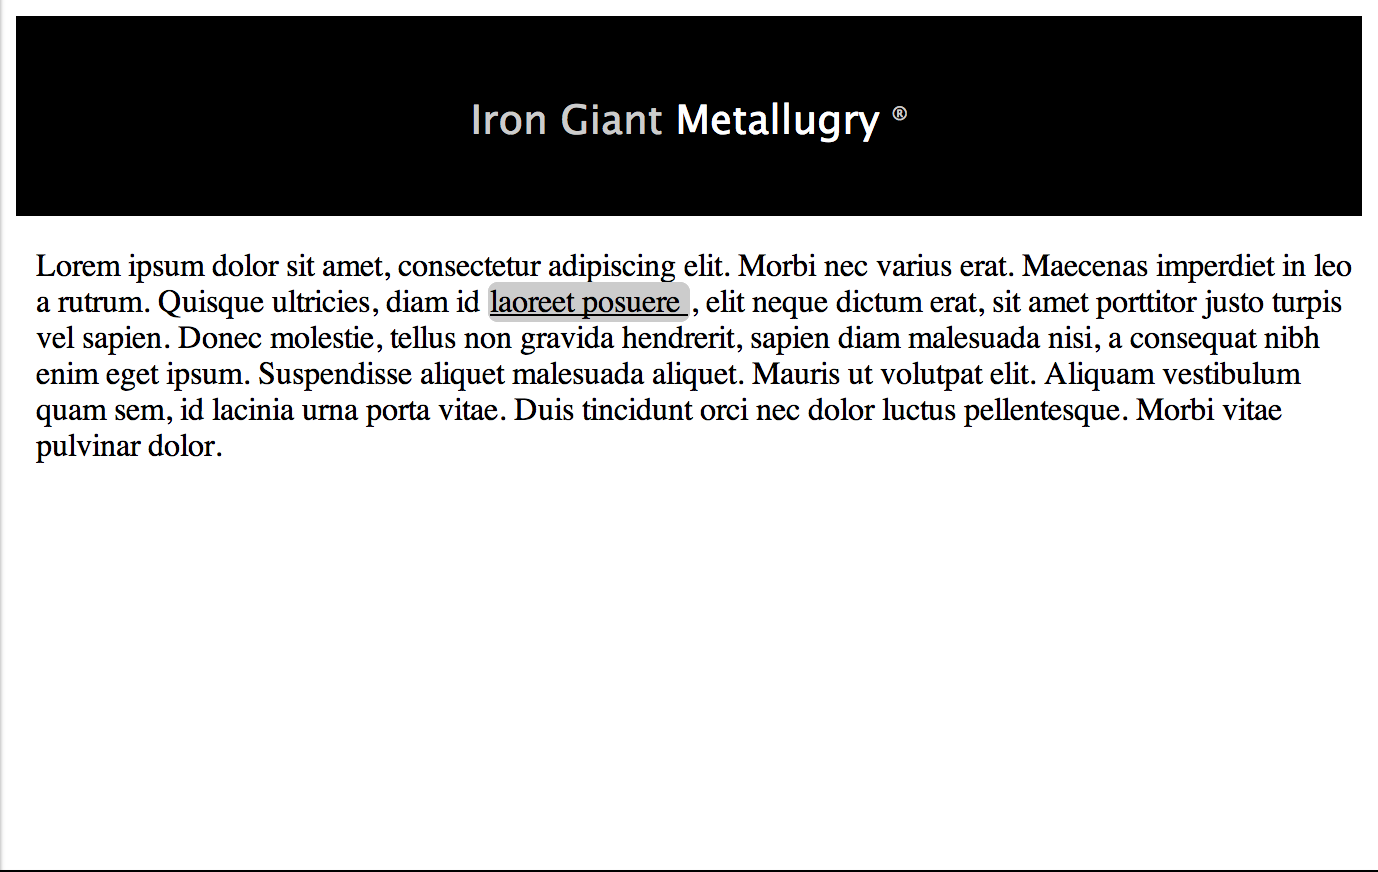 Iron Giant Metallugry ®
Lorem ipsum dolor sit amet, consectetur adipiscing elit. Morbi nec varius erat. Maecenas imperdiet in leo
a rutrum. Quisque ultricies, diam id laoreet posuere , elit neque dictum erat, sit amet porttitor justo turpis
vel sapien. Donec molestie, tellus non gravida hendrerit, sapien diam malesuada nisi, a consequat nibh
enim eget ipsum. Suspendisse aliquet malesuada aliquet. Mauris ut volutpat elit. Aliquam vestibulum
quam sem, id lacinia urna porta vitae. Duis tincidunt orci nec dolor luctus pellentesque. Morbi vitae
pulvinar dolor.